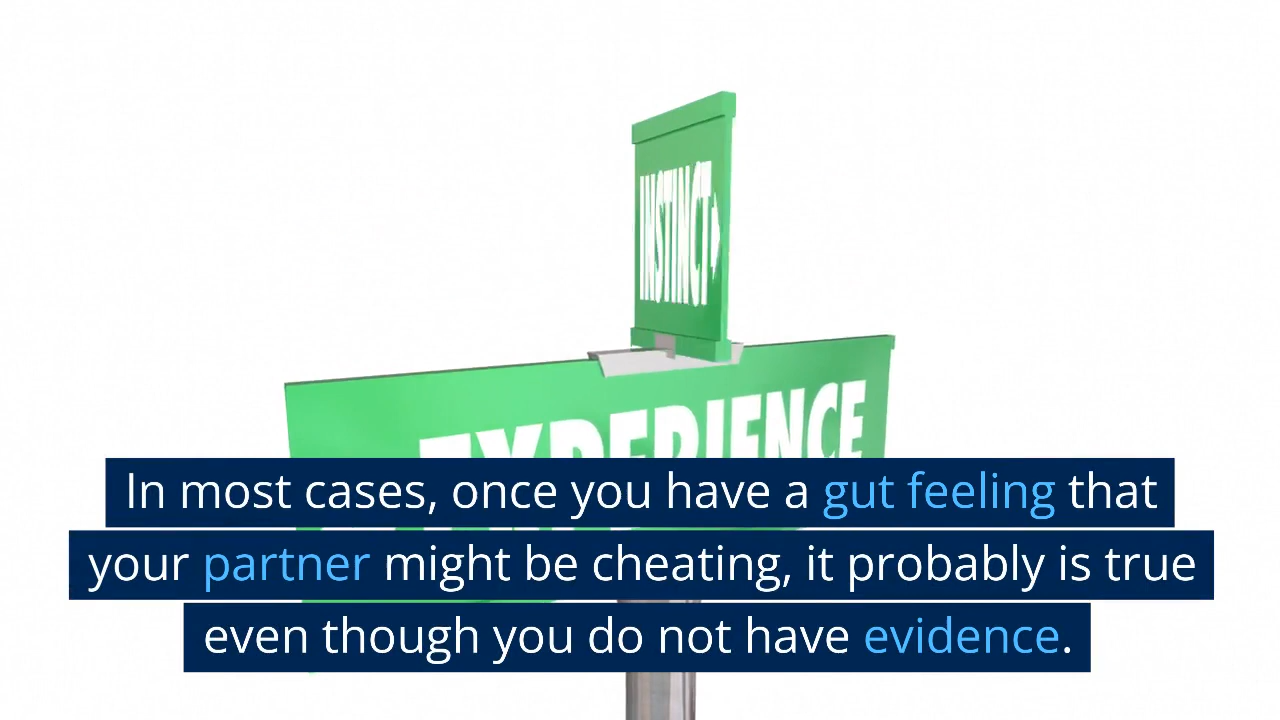 INSTINCT
EXPERIENCE
In most cases, once you have a gut feeling that
your partner might be cheating, it probably is true
even though you do not have evidence.